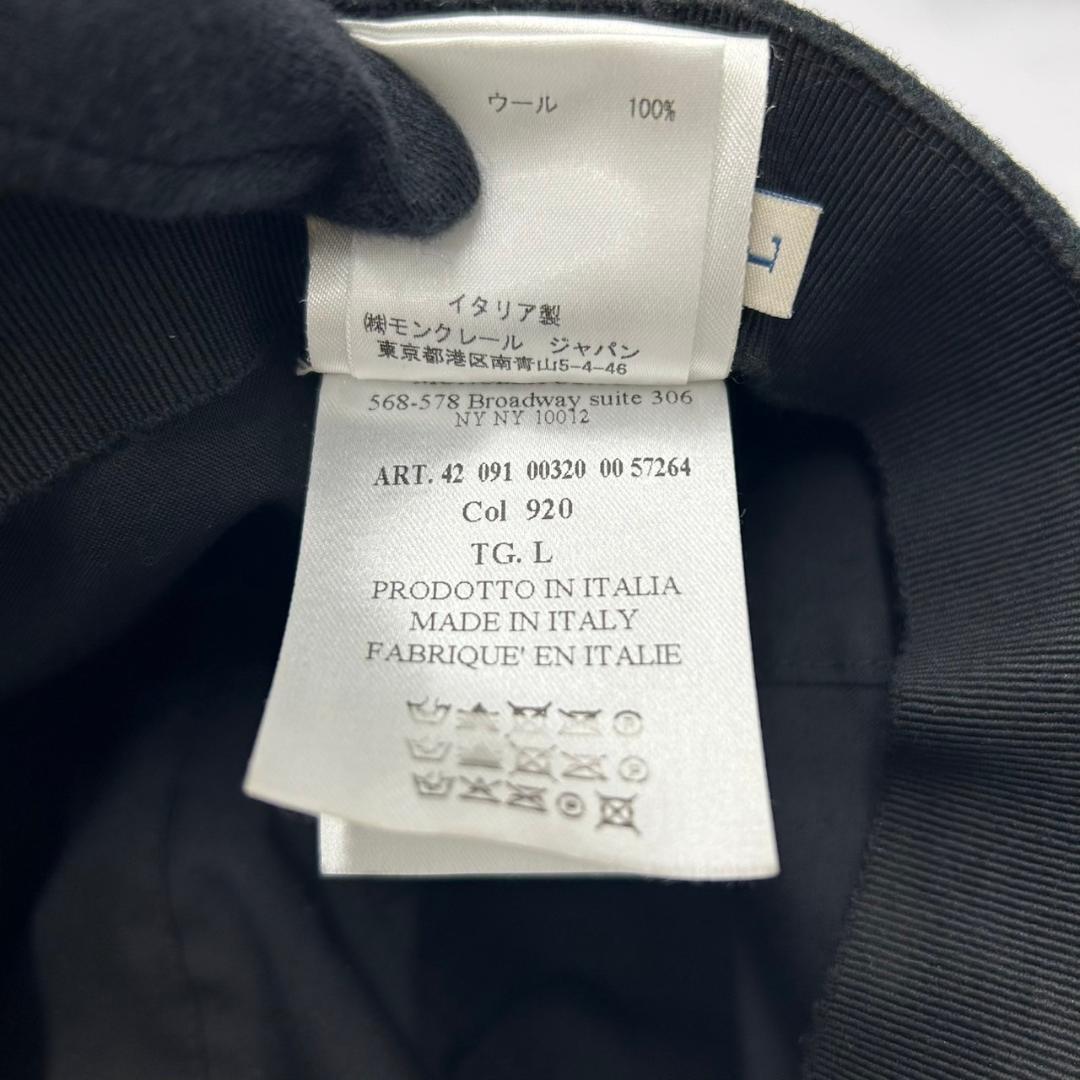 ウール 100%
L
イタリア製
㈱モンクレール ジャパン
東京都港区南青山5-4-46
568-578 Broadway suite 306
NY NY 10012
ART. 42 091 00320 00 57264
Col 920
TG. L
PRODOTTO IN ITALIA
MADE IN ITALY
FABRIQUE' EN ITALIE